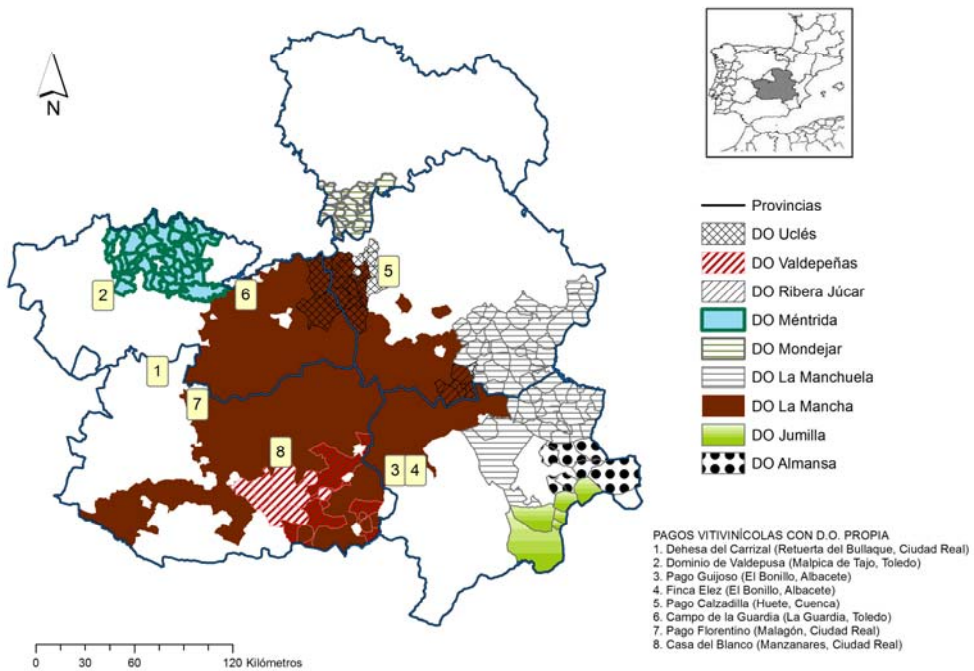 N
2
6
5
1
7
8
3 4
Provincias
DO Uclés
DO Valdepeñas
DO Ribera Júcar
DO Méntrida
DO Mondejar
DO La Manchuela
DO La Mancha
DO Jumilla
DO Almansa
PAGOS VITIVINÍCOLAS CON D.O. PROPIA
1. Dehesa del Carrizal (Retuerta del Bullaque, Ciudad Real)
2. Dominio de Valdepusa (Malpica de Tajo, Toledo)
3. Pago Guijoso (El Bonillo, Albacete)
4. Finca Elez (El Bonillo, Albacete)
5. Pago Calzadilla (Huete, Cuenca)
6. Campo de la Guardia (La Guardia, Toledo)
7. Pago Florentino (Malagón, Ciudad Real)
8. Casa del Blanco (Manzanares, Ciudad Real)
0 30 60 120 Kilómetros